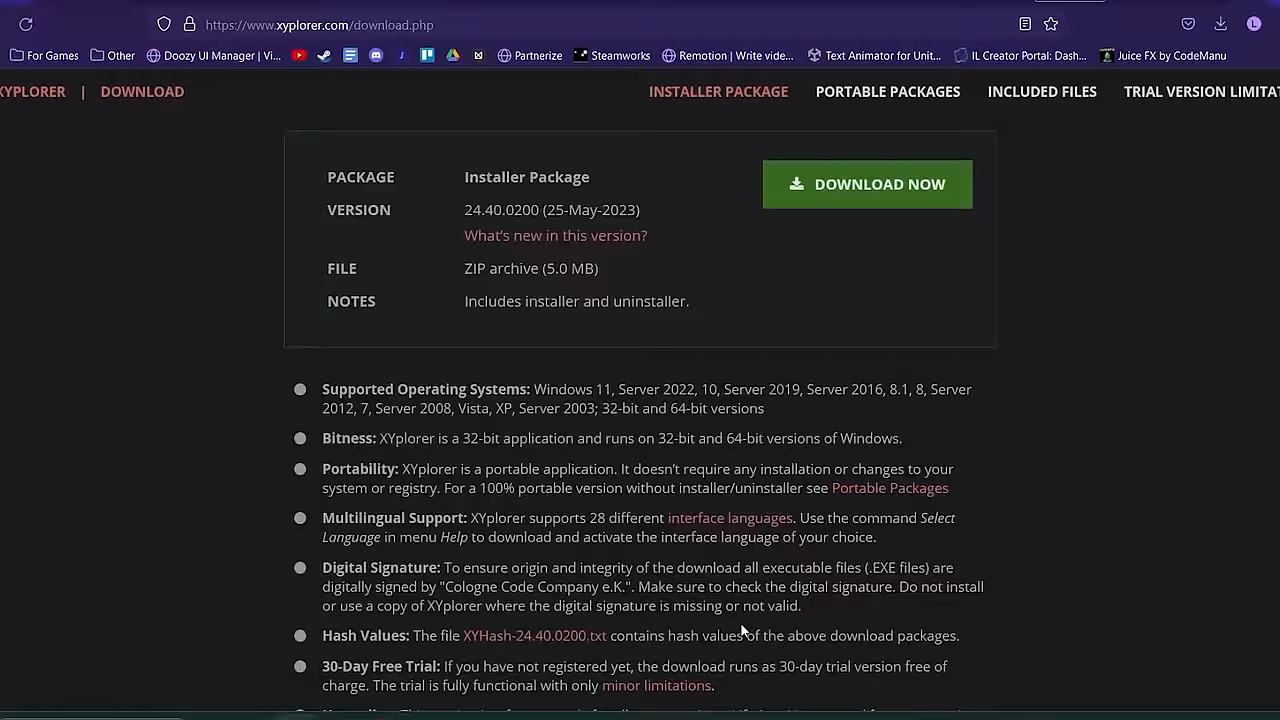 https://www.xyplorer.com/download.php
L
For Games Other Doozy UI Manager | Vi... Partnerize Steamworks Remotion | Write vide... Text Animator for Unit... IL Creator Portal: Dash... Juice FX by CodeManu
XYPLORER | DOWNLOAD INSTALLER PACKAGE PORTABLE PACKAGES INCLUDED FILES TRIAL VERSION LIMITAT
PACKAGE Installer Package DOWNLOAD NOW
VERSION 24.40.0200 (25-May-2023)
What's new in this version?
FILE ZIP archive (5.0 MB)
NOTES Includes installer and uninstaller.
Supported Operating Systems: Windows 11, Server 2022, 10, Server 2019, Server 2016, 8.1, 8, Server
2012, 7, Server 2008, Vista, XP, Server 2003; 32-bit and 64-bit versions
Bitness: XYplorer is a 32-bit application and runs on 32-bit and 64-bit versions of Windows.
Portability: XYplorer is a portable application. It doesn't require any installation or changes to your
system or registry. For a 100% portable version without installer/uninstaller see Portable Packages
Multilingual Support: XYplorer supports 28 different interface languages. Use the command Select
Language in menu Help to download and activate the interface language of your choice.
Digital Signature: To ensure origin and integrity of the download all executable files (.EXE files) are
digitally signed by "Cologne Code Company e.K.". Make sure to check the digital signature. Do not install
or use a copy of XYplorer where the digital signature is missing or not valid.
Hash Values: The file XYHash-24.40.0200.txt contains hash values of the above download packages.
30-Day Free Trial: If you have not registered yet, the download runs as 30-day trial version free of
charge. The trial is fully functional with only minor limitations.